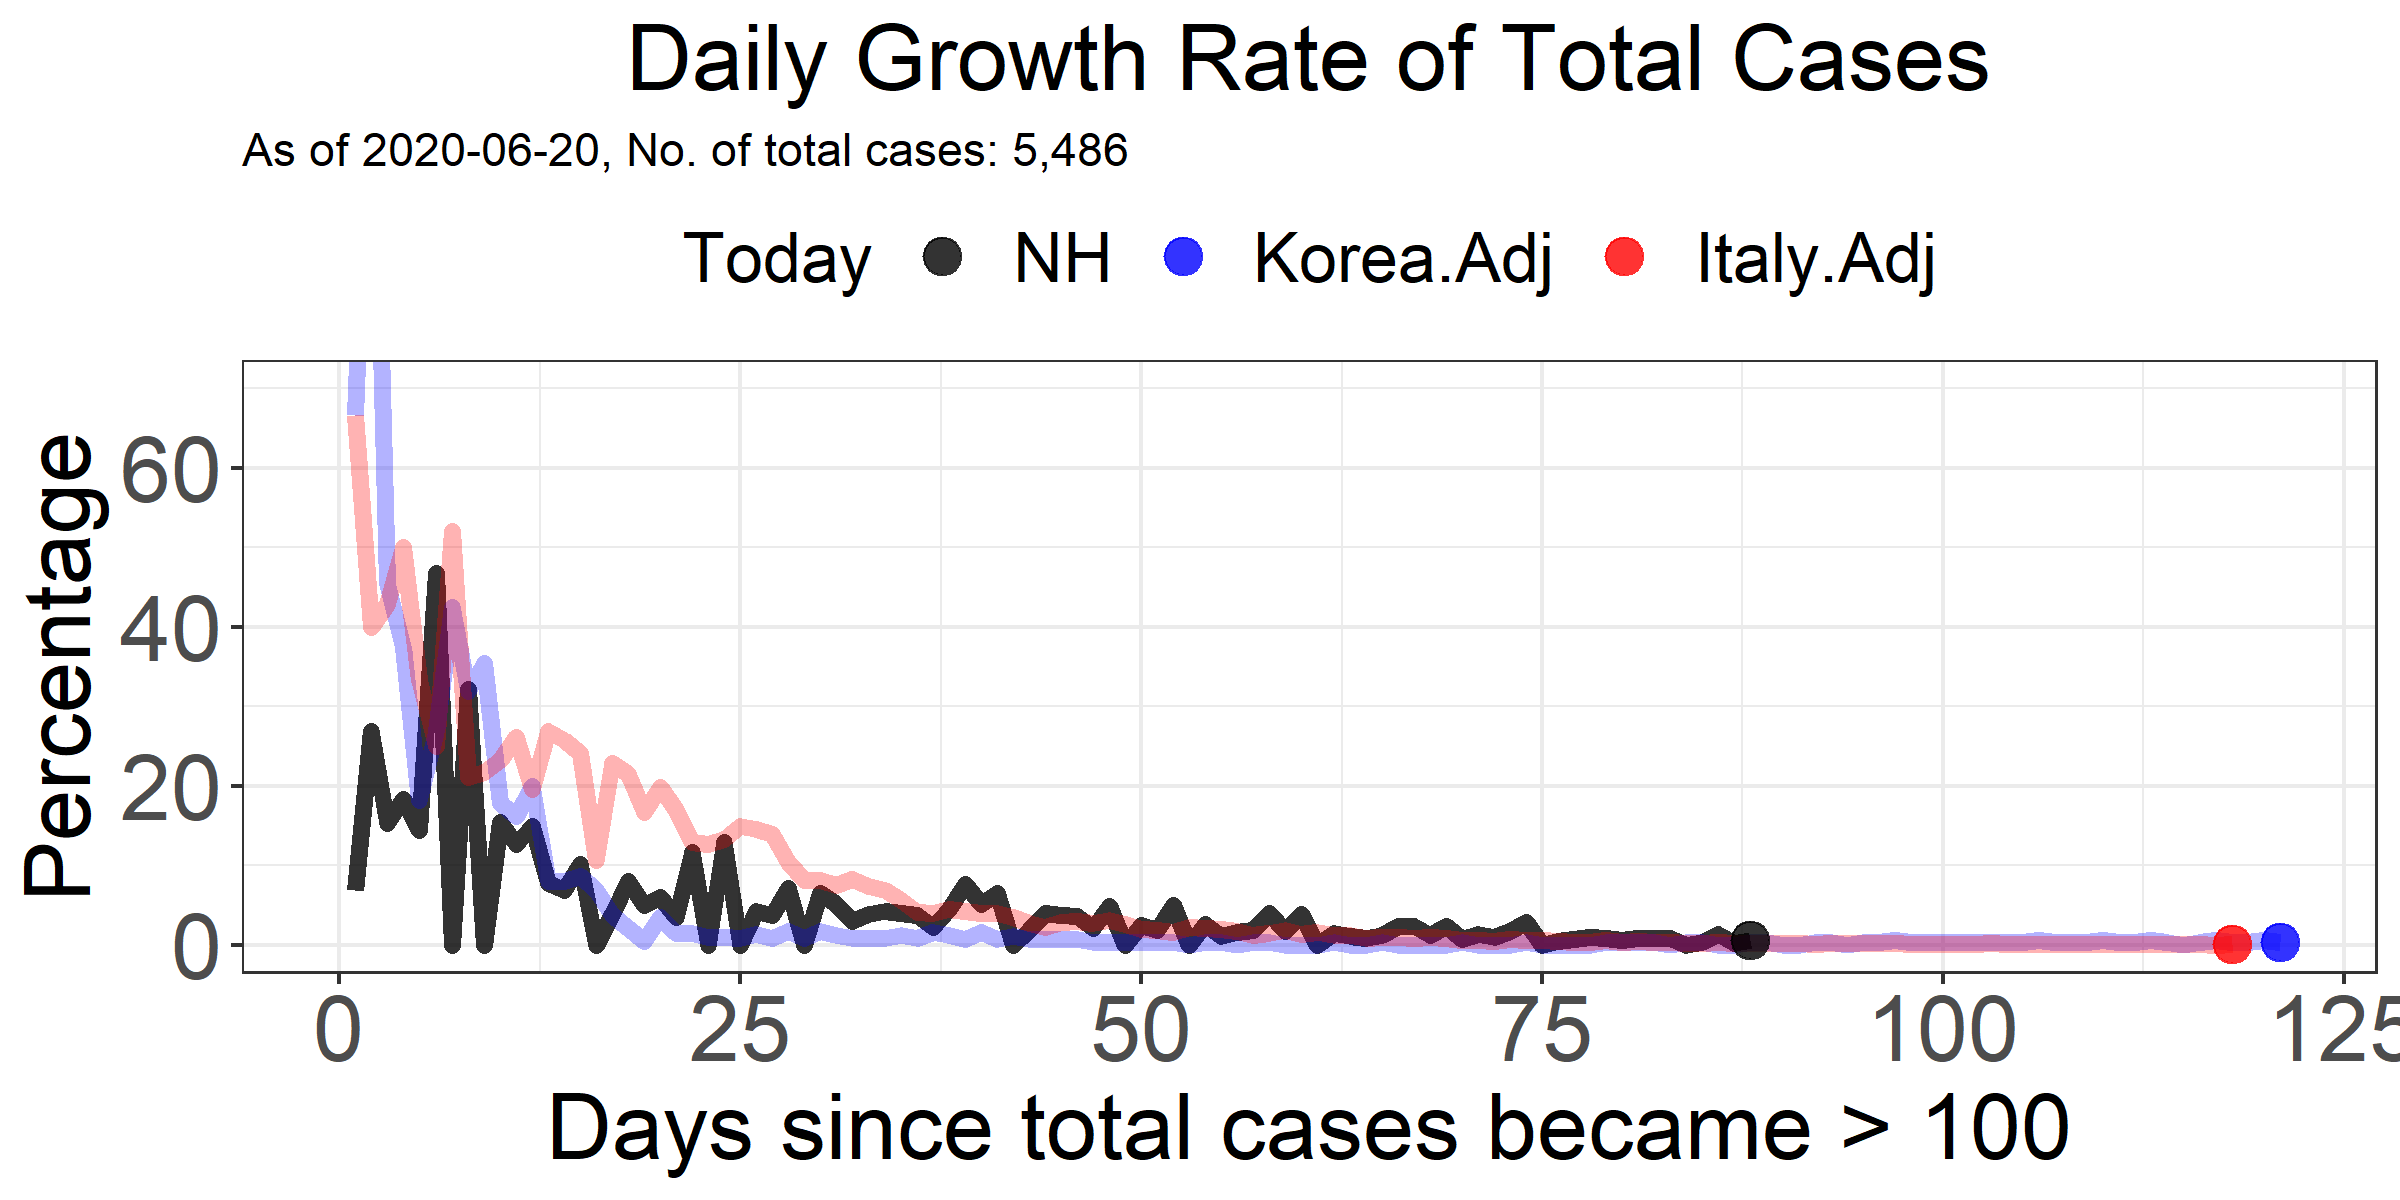 Daily Growth Rate of Total Cases
As of 2020-06-20, No. of total cases: 5,486
Today NH Korea.Adj Italy.Adj
Percentage
60
40
20
0
0 25 50 75 100 125
Days since total cases became > 100